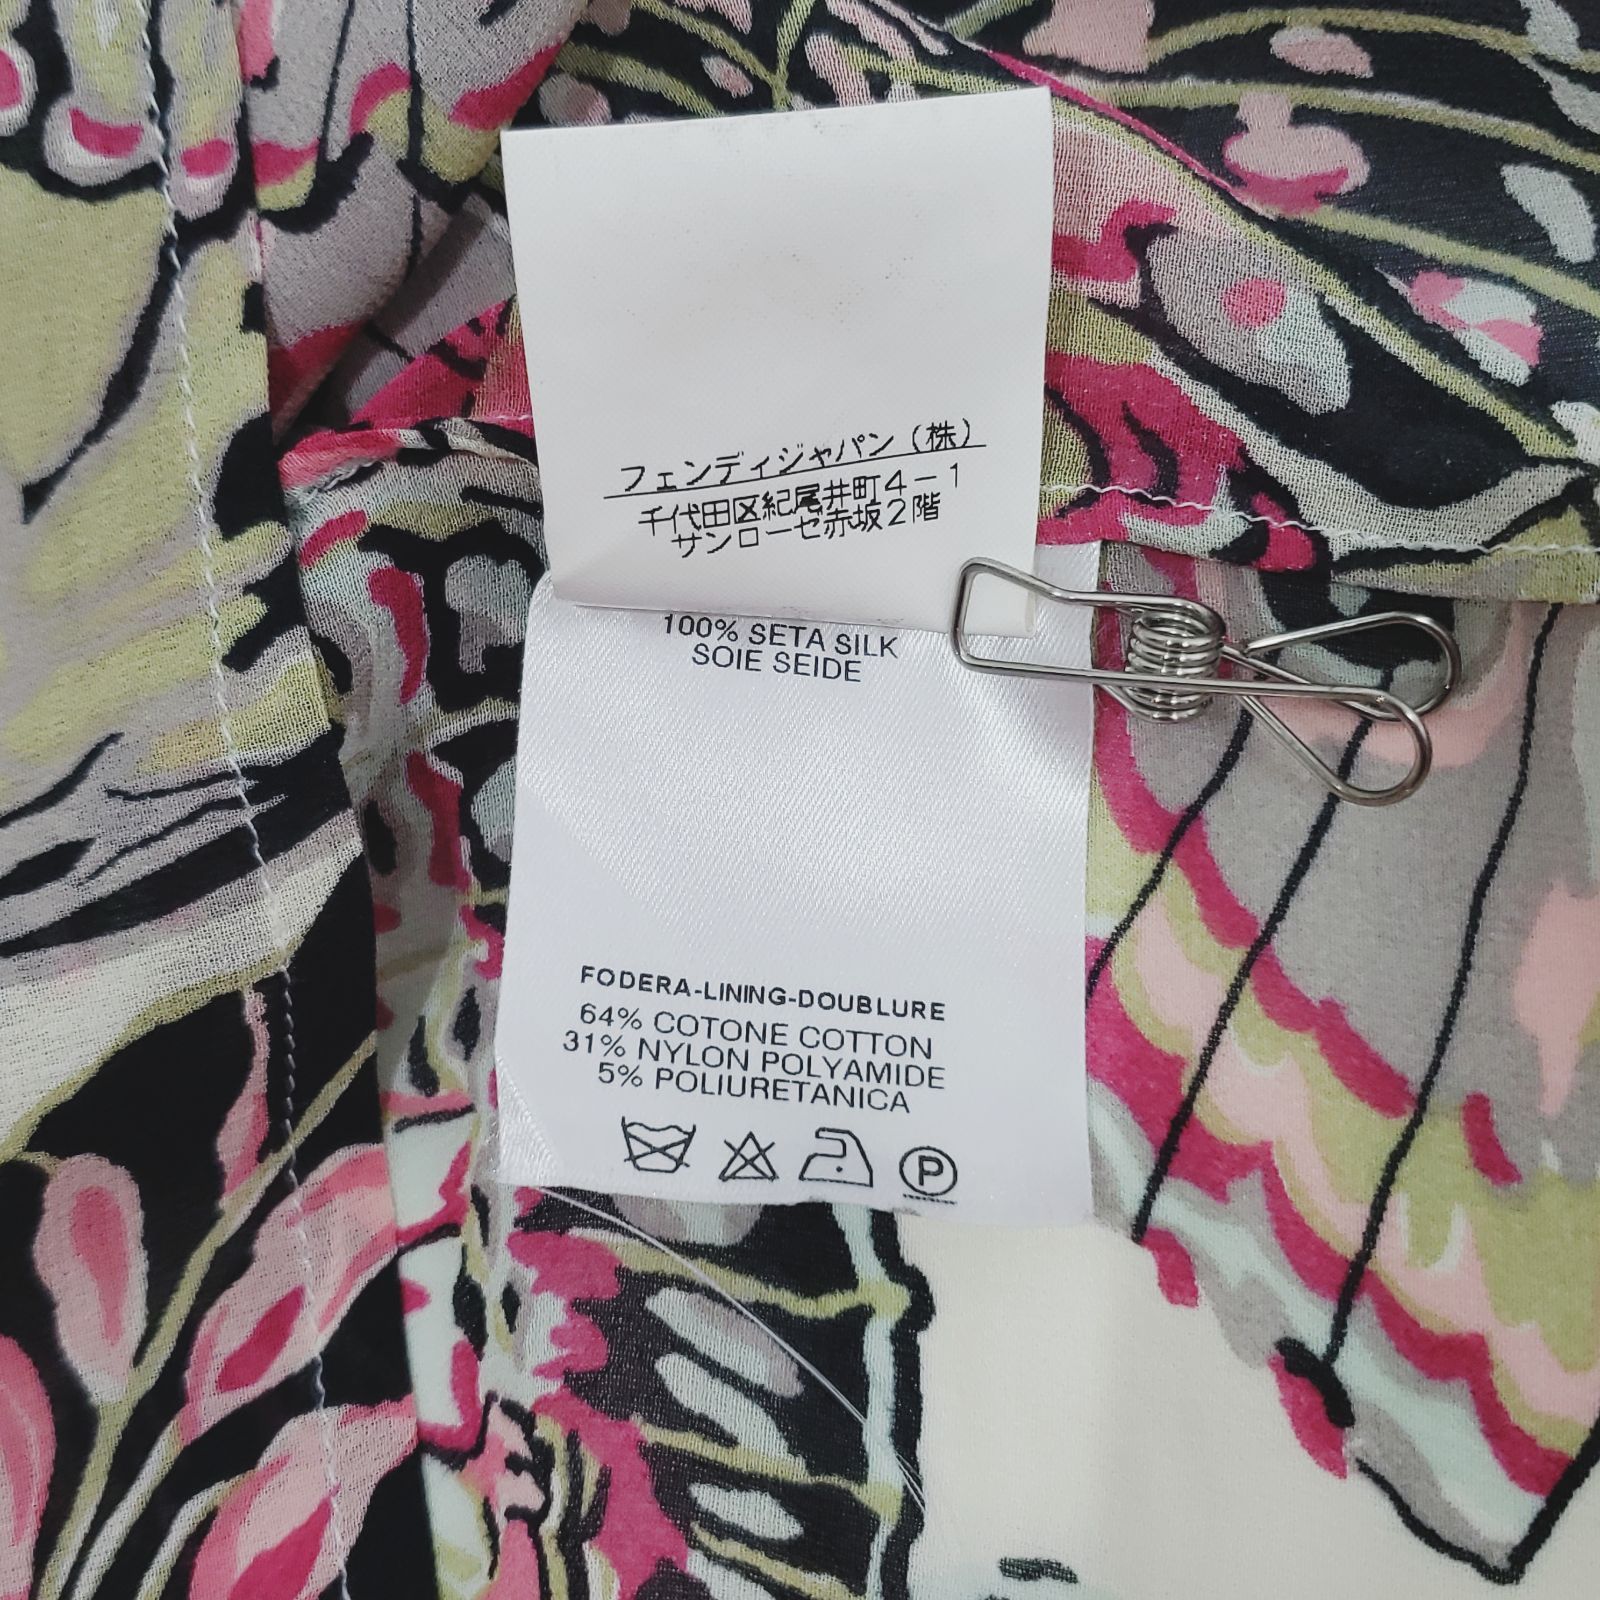 フェンディジャパン(株)
千代田区紀尾井町4-1
サンローゼ赤坂2階
100% SETA SILK
SOIE SEIDE
FODERA-LINING-DOUBLURE
64% COTONE COTTON
31% NYLON POLYAMIDE
5% POLIURETANICA
P